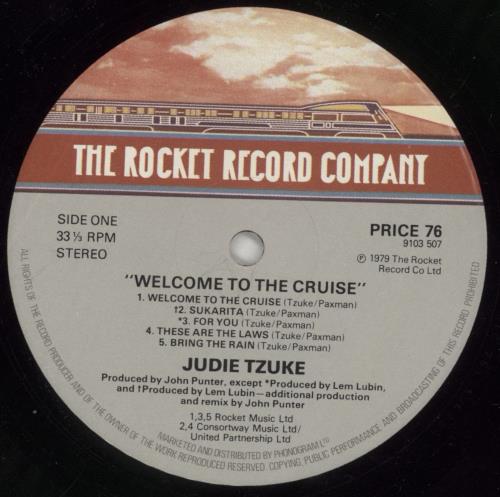 THE ROCKET RECORD COMPANY
SIDE ONE
33 ⅓ RPM
STEREO
PRICE 76
9103 507
Ⓟ 1979 The Rocket
Record Co Ltd
"WELCOME TO THE CRUISE"
1. WELCOME TO THE CRUISE (Tzuke/Paxman)
†2. SUKARITA (Tzuke/Paxman)
*3. FOR YOU (Tzuke/Paxman)
4. THESE ARE THE LAWS (Tzuke/Paxman)
5. BRING THE RAIN (Tzuke/Paxman)
JUDIE TZUKE
Produced by John Punter, except *Produced by Lem Lubin,
and †Produced by Lem Lubin—additional production
and remix by John Punter
1,3,5 Rocket Music Ltd
2,4 Consortway Music Ltd/
United Partnership Ltd
MARKETED AND DISTRIBUTED BY PHONOGRAM LTD
ALL RIGHTS OF THE RECORD PRODUCER AND OF THE OWNER OF THE WORK REPRODUCED RESERVED. COPYING, PUBLIC PERFORMANCE AND BROADCASTING OF THIS RECORD PROHIBITED